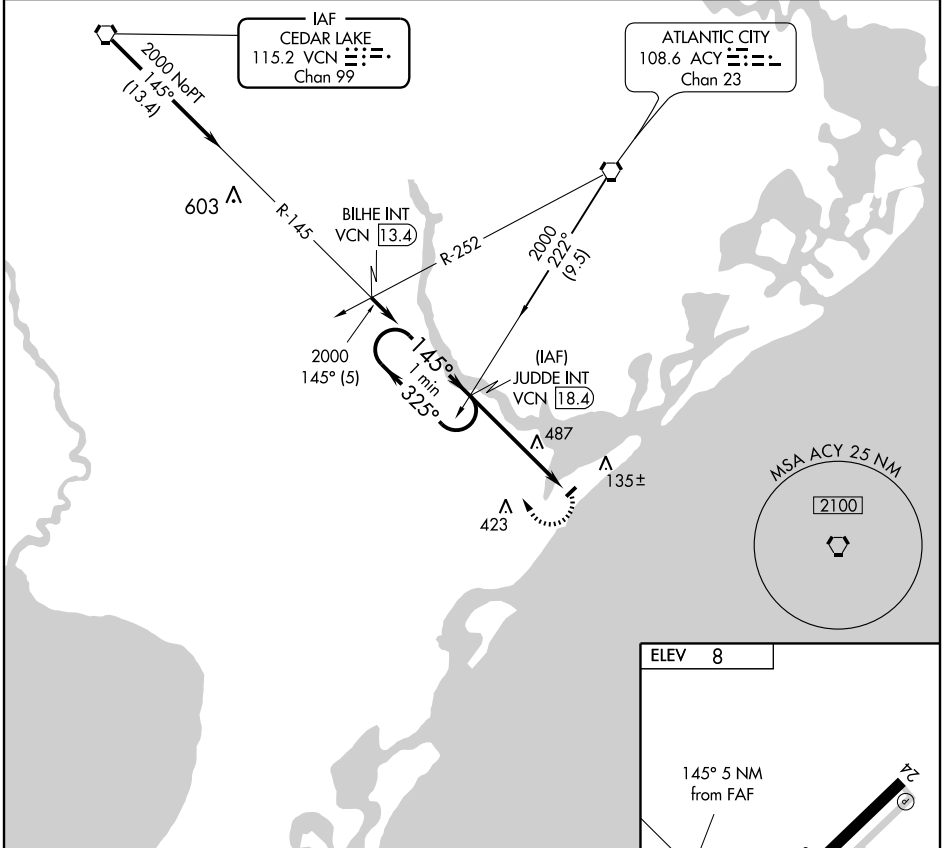 IAF
CEDAR LAKE
115.2 VCN
Chan 99
ATLANTIC CITY
108.6 ACY
Chan 23
2000 NoPT
145°
(13.4)
603
R-145
BILHE INT
VCN 13.4
R-252
2000
222°
(9.5)
2000
145° (5)
145°
1 min
325°
(IAF)
JUDDE INT
VCN 18.4
487
135±
423
MSA ACY 25 NM
2100
ELEV 8
145° 5 NM
from FAF
24
P